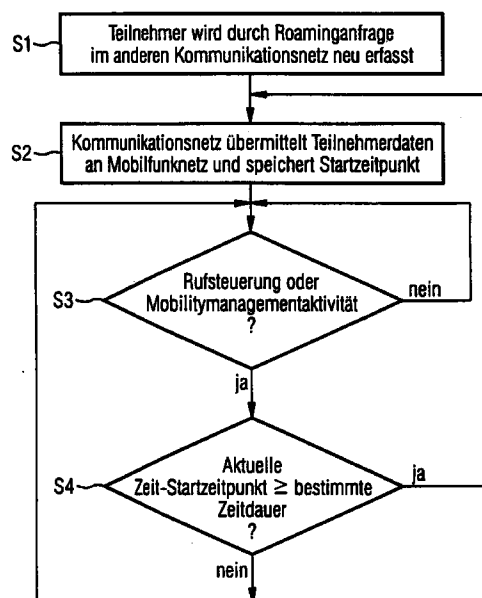 S1
Teilnehmer wird durch Roaminganfrage
im anderen Kommunikationsnetz neu erfasst
S2
Kommunikationsnetz übermittelt Teilnehmerdaten
an Mobilfunknetz und speichert Startzeitpunkt
S3
Rufsteuerung oder
Mobilitymanagementaktivität
?
nein
ja
S4
Aktuelle
Zeit-Startzeitpunkt ≥ bestimmte
Zeitdauer
?
ja
nein